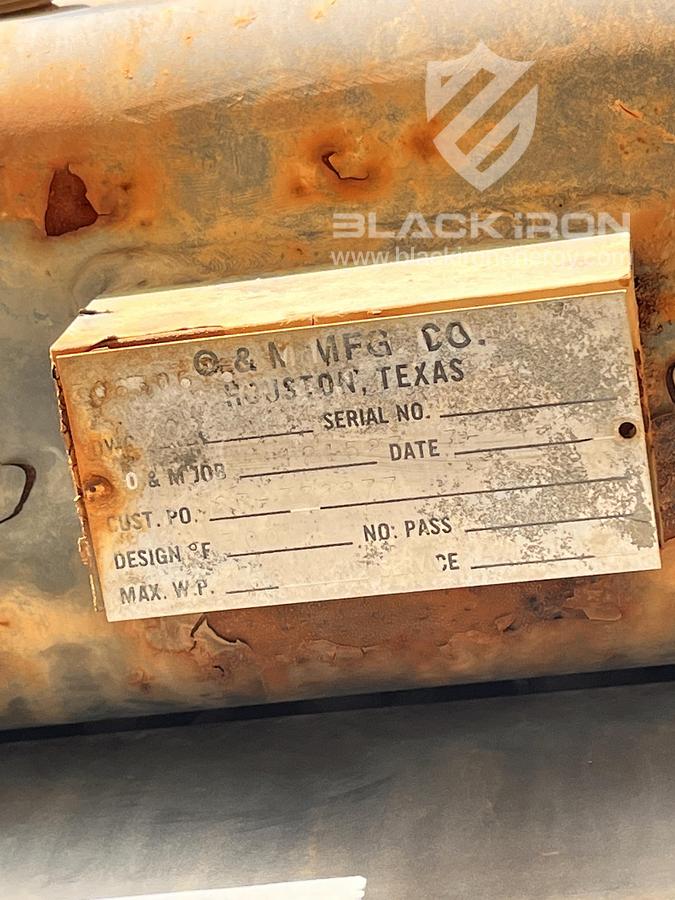 BLACK IRON
www.blackironenergy.com
O & M MFG CO.
HOUSTON, TEXAS
SERIAL NO.
O & M JOB DATE
CUST. PO.
DESIGN °F NO. PASS
MAX. W.P.